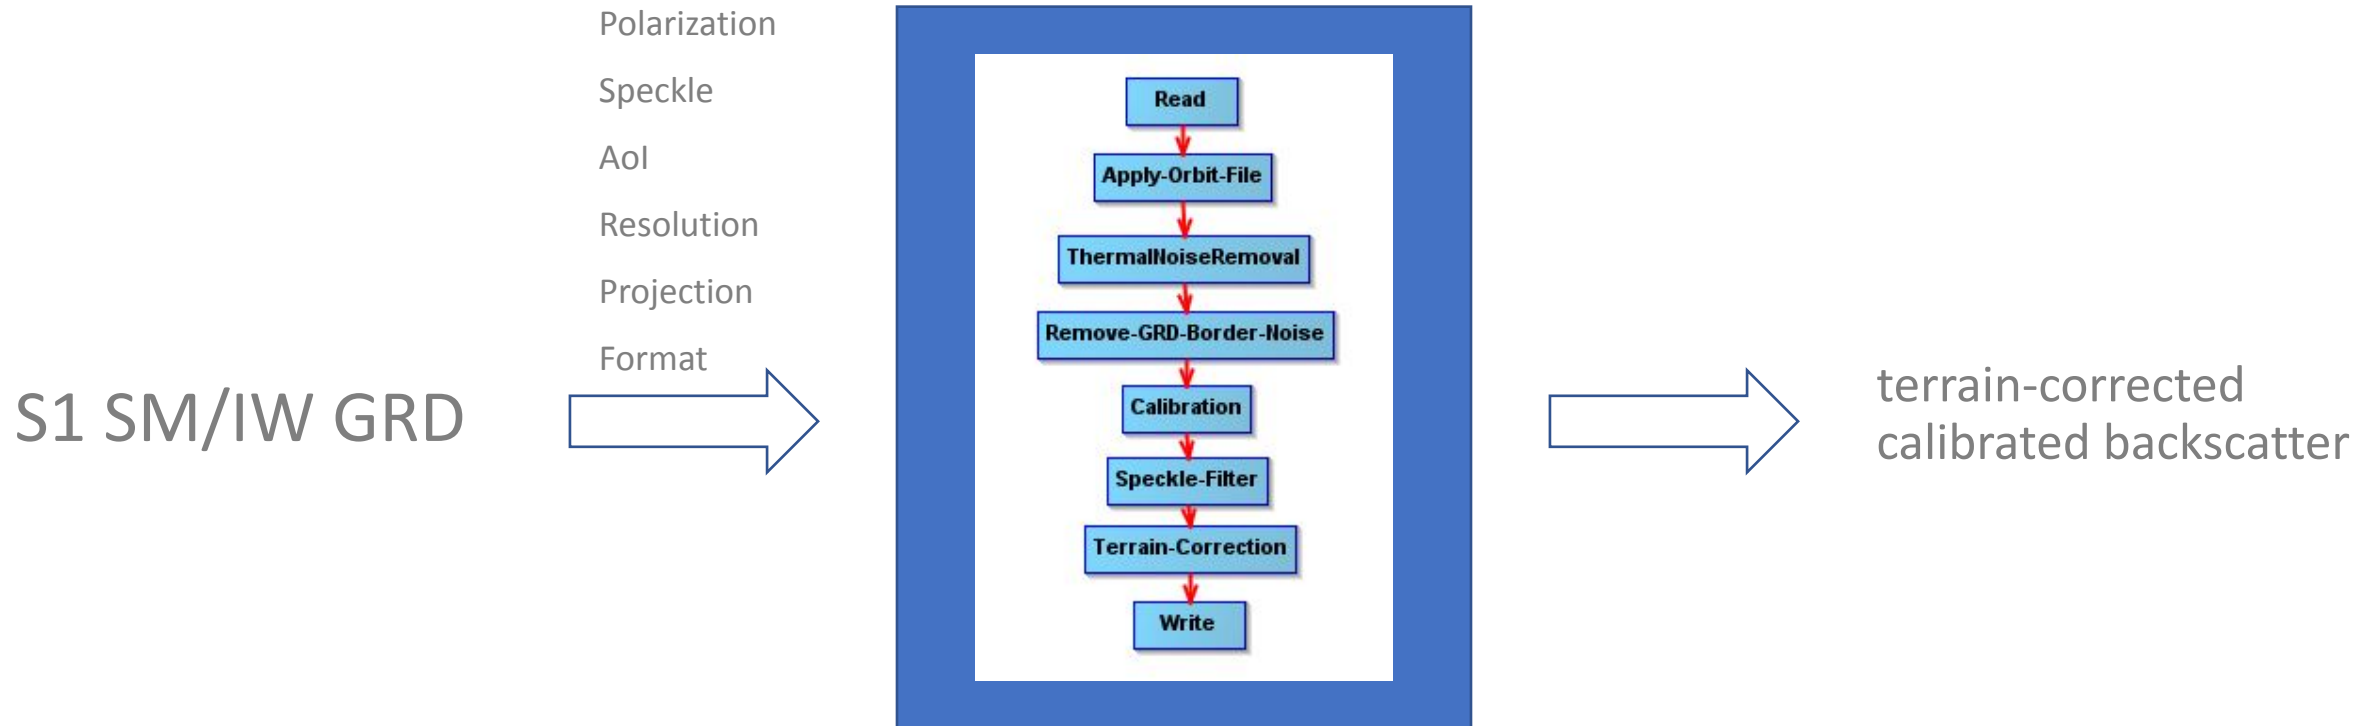 Polarization
Speckle
AoI
Resolution
Projection
Format
S1 SM/IW GRD
Read
Apply-Orbit-File
ThermalNoiseRemoval
Remove-GRD-Border-Noise
Calibration
Speckle-Filter
Terrain-Correction
Write
terrain-corrected
calibrated backscatter